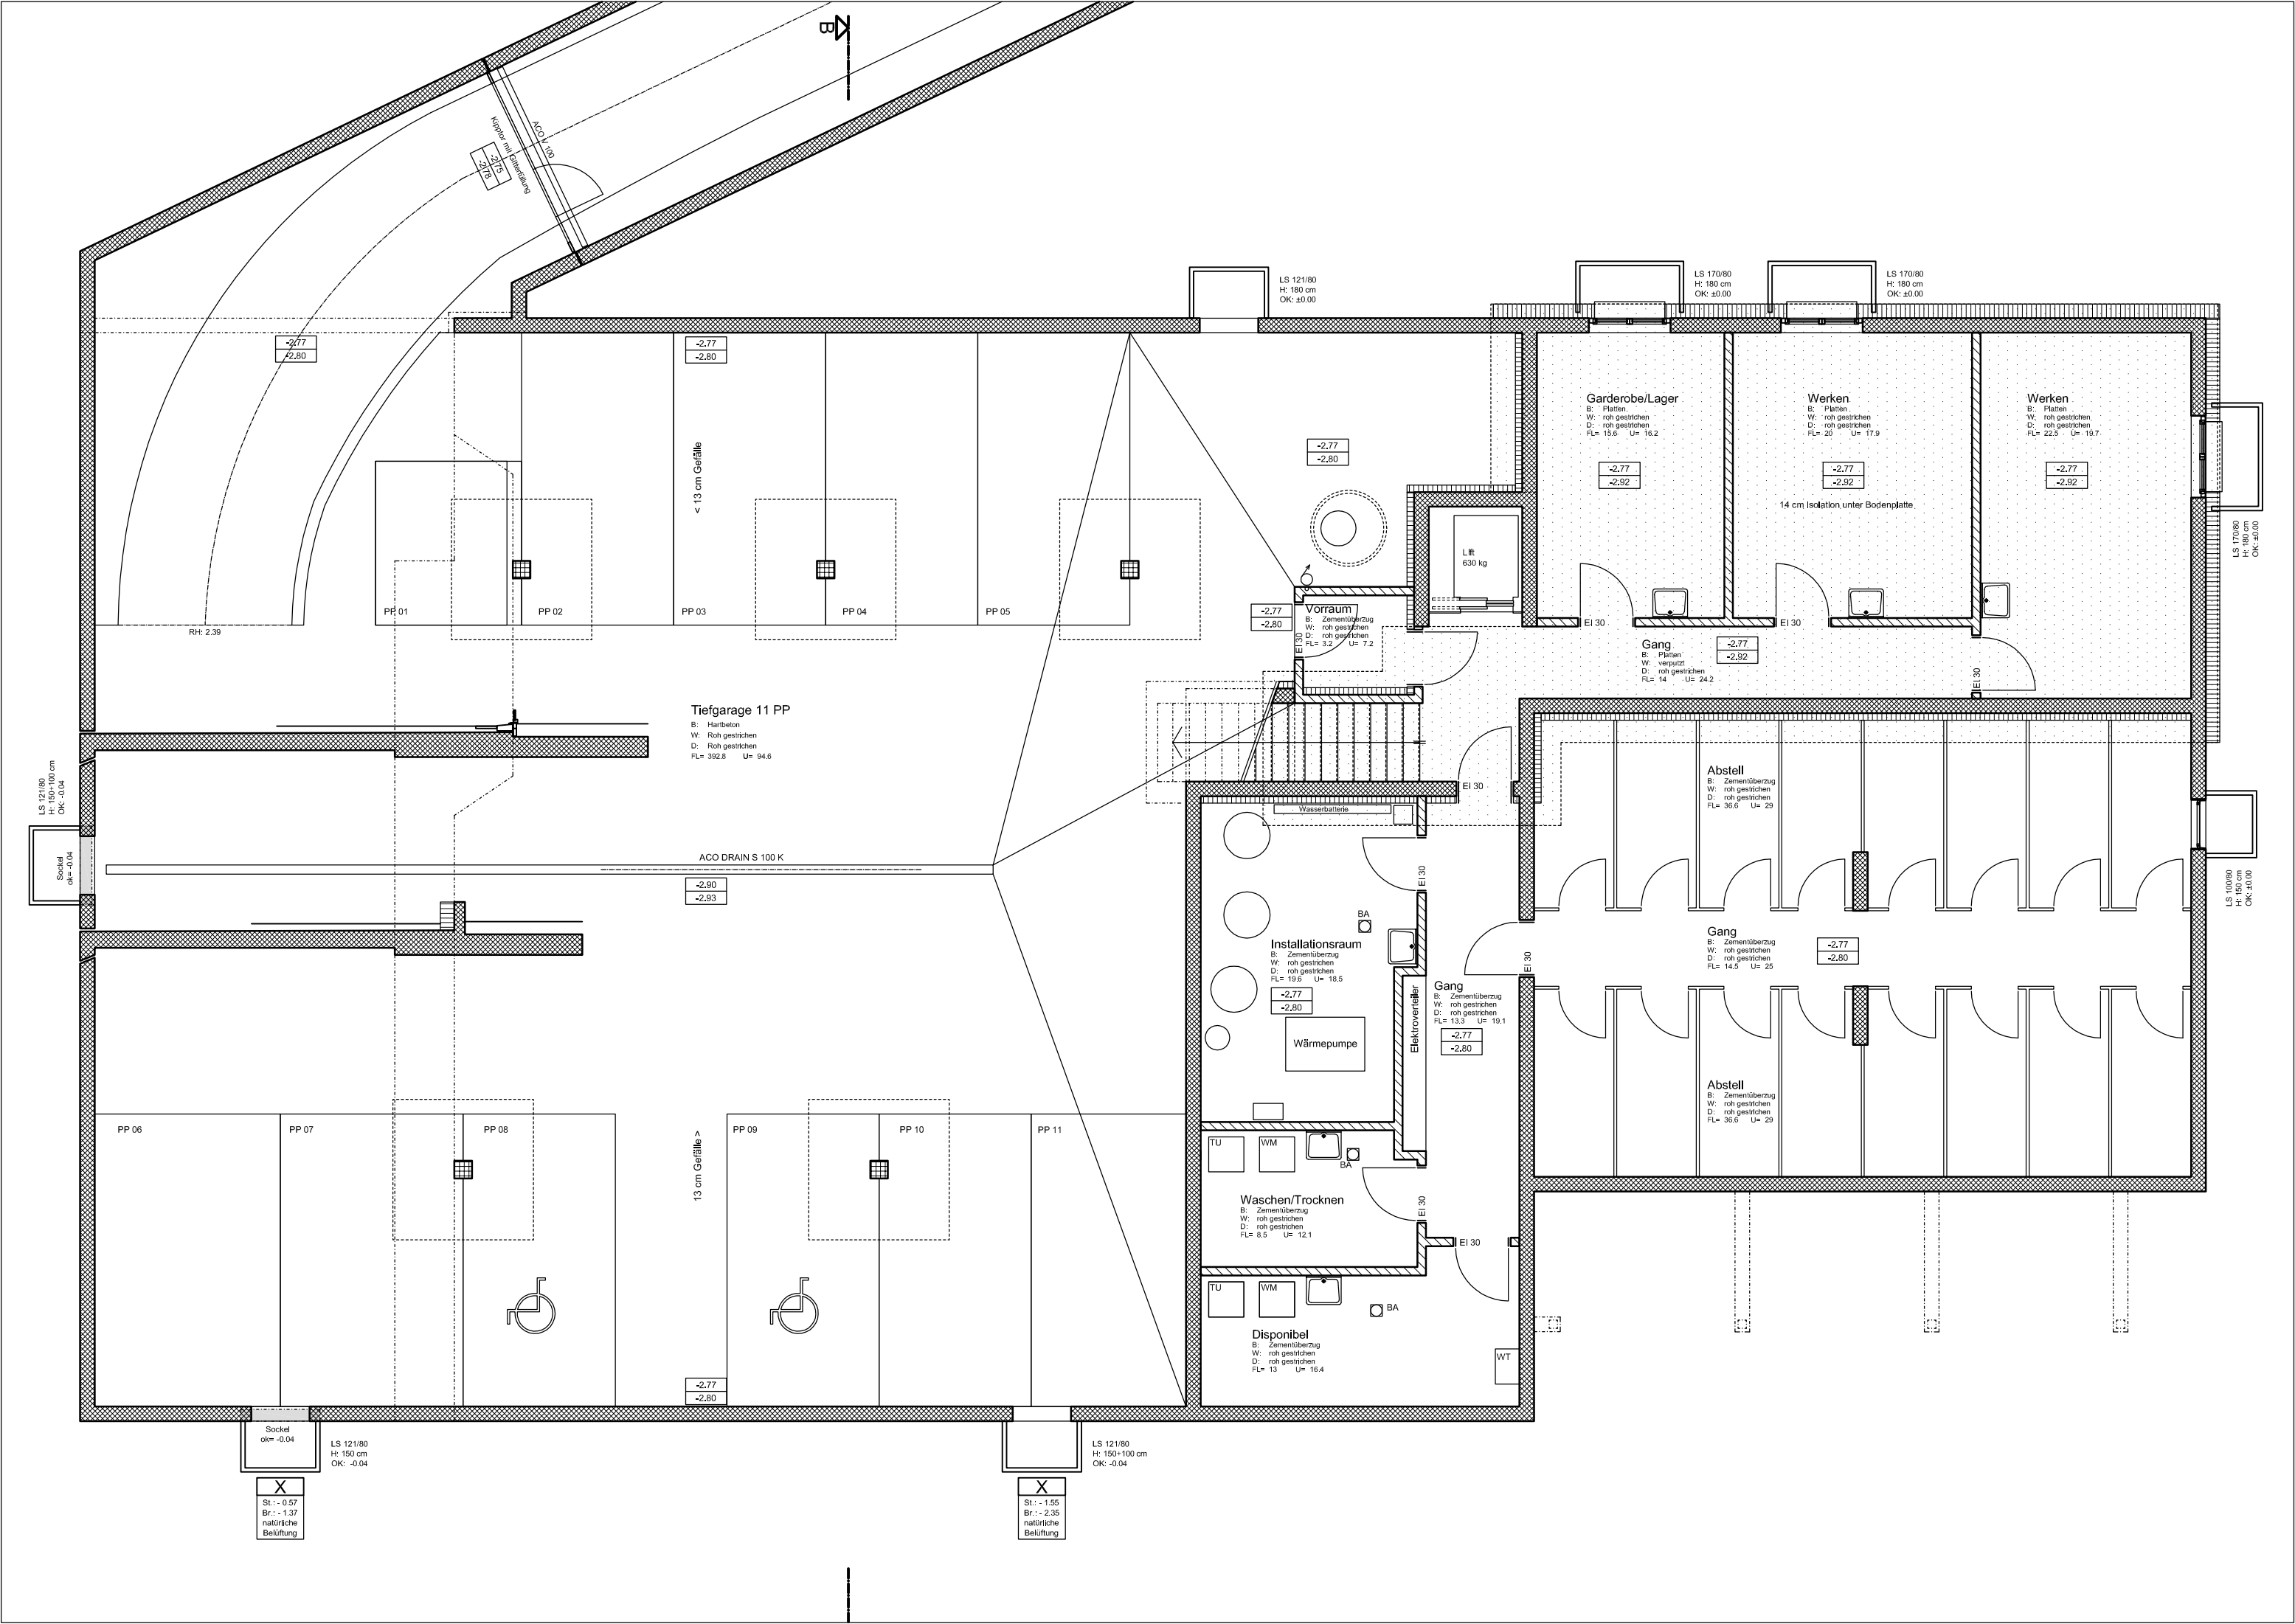 B
ACO V 100
Kipptor mit Gitterfüllung
-2.75
-2.78
LS 121/80
H: 180 cm
OK: ±0.00
LS 170/80
H: 180 cm
OK: ±0.00
LS 170/80
H: 180 cm
OK: ±0.00
-2.77
-2.80
-2.77
-2.80
< 13 cm Gefälle
-2.77
-2.80
Garderobe/Lager
B: Platten
W: roh gestrichen
D: roh gestrichen
FL= 15.6 U= 16.2
-2.77
-2.92
Werken
B: Platten
W: roh gestrichen
D: roh gestrichen
FL= 20 U= 17.9
-2.77
-2.92
14 cm Isolation unter Bodenplatte
Werken
B: Platten
W: roh gestrichen
D: roh gestrichen
FL= 22.5 U= 19.7
-2.77
-2.92
LS 170/80
H: 180 cm
OK: ±0.00
Lift
630 kg
PP 01
PP 02
PP 03
PP 04
PP 05
RH: 2.39
-2.77
-2.80
Vorraum
B: Zementüberzug
W: roh gestrichen
D: roh gestrichen
FL= 3.2 U= 7.2
EI 30
EI 30
EI 30
Gang
B: Platten
W: verputzt
D: roh gestrichen
FL= 14 U= 24.2
-2.77
-2.92
EI 30
Tiefgarage 11 PP
B: Hartbeton
W: Roh gestrichen
D: Roh gestrichen
FL= 392.8 U= 94.6
LS 121/80
H: 150+100 cm
OK: -0.04
Sockel
ok= -0.04
ACO DRAIN S 100 K
-2.90
-2.93
EI 30
Wasserbatterie
EI 30
BA
Installationsraum
B: Zementüberzug
W: roh gestrichen
D: roh gestrichen
FL= 19.6 U= 18.5
-2.77
-2.80
Wärmepumpe
Elektroverteiler
Gang
B: Zementüberzug
W: roh gestrichen
D: roh gestrichen
FL= 13.3 U= 19.1
-2.77
-2.80
EI 30
Abstell
B: Zementüberzug
W: roh gestrichen
D: roh gestrichen
FL= 36.6 U= 29
Gang
B: Zementüberzug
W: roh gestrichen
D: roh gestrichen
FL= 14.5 U= 25
-2.77
-2.80
LS 100/80
H: 150 cm
OK: ±0.00
Abstell
B: Zementüberzug
W: roh gestrichen
D: roh gestrichen
FL= 36.6 U= 29
PP 06
PP 07
PP 08
13 cm Gefälle >
PP 09
PP 10
PP 11
TU
WM
BA
Waschen/Trocknen
B: Zementüberzug
W: roh gestrichen
D: roh gestrichen
FL= 8.5 U= 12.1
EI 30
EI 30
TU
WM
BA
Disponibel
B: Zementüberzug
W: roh gestrichen
D: roh gestrichen
FL= 13 U= 16.4
WT
-2.77
-2.80
Sockel
ok= -0.04
LS 121/80
H: 150 cm
OK: -0.04
X
St.: - 0.57
Br.: - 1.37
natürliche
Belüftung
LS 121/80
H: 150+100 cm
OK: -0.04
X
St.: - 1.55
Br.: - 2.35
natürliche
Belüftung